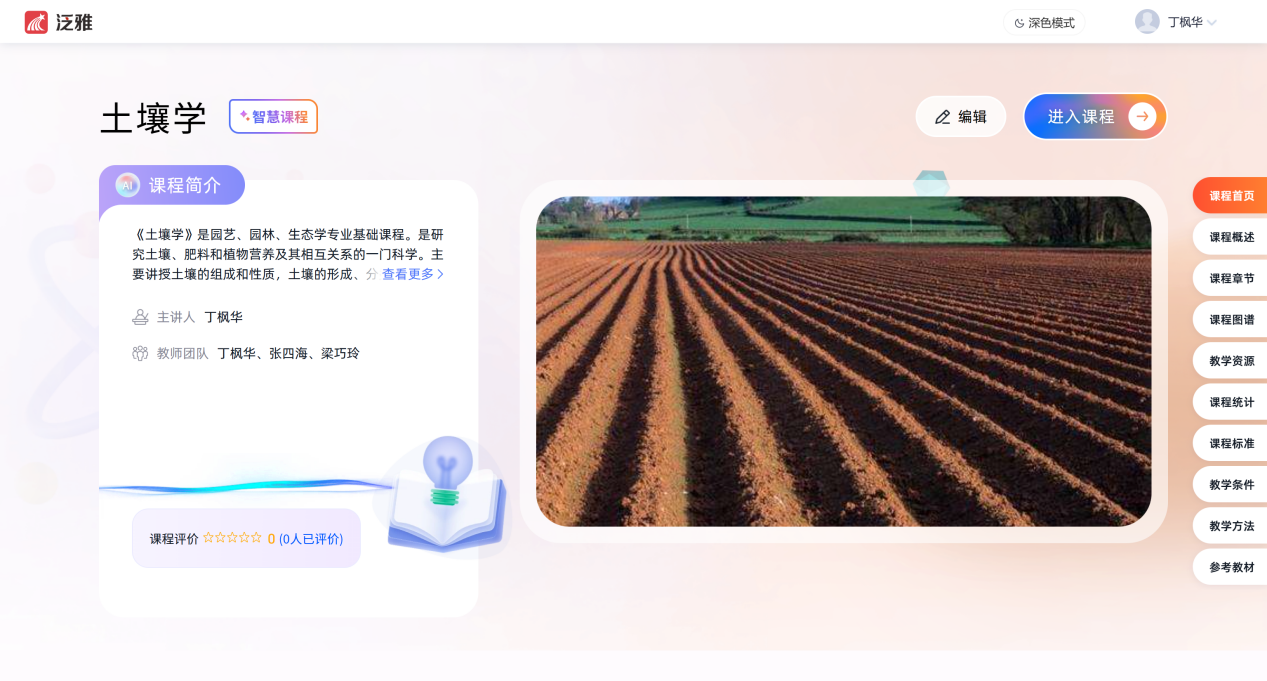 泛雅
深色模式
丁枫华
土壤学
智慧课程
编辑
进入课程
AI 课程简介
《土壤学》是园艺、园林、生态学专业基础课程。是研
究土壤、肥料和植物营养及其相互关系的一门科学。主
要讲授土壤的组成和性质，土壤的形成、分 查看更多
主讲人 丁枫华
教师团队 丁枫华、张四海、梁巧玲
课程评价 0 (0人已评价)
课程首页
课程概述
课程章节
课程图谱
教学资源
课程统计
课程标准
教学条件
教学方法
参考教材